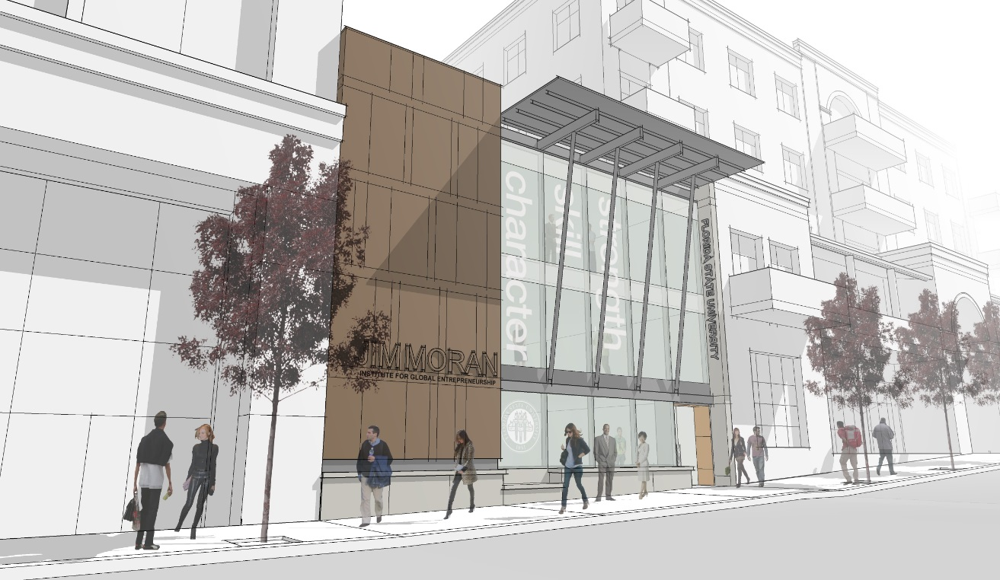 JIM MORAN
INSTITUTE FOR GLOBAL ENTREPRENEURSHIP
character
skill
strength
FLORIDA STATE UNIVERSITY